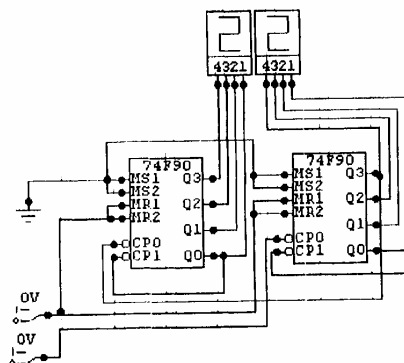 2 2
4321 4321
74F90
MS1 Q3
MS2
MR1 Q2
MR2
Q1
CP0
CP1 Q0
74F90
MS1 Q3
MS2
MR1 Q2
MR2
Q1
CP0
CP1 Q0
0V
0V